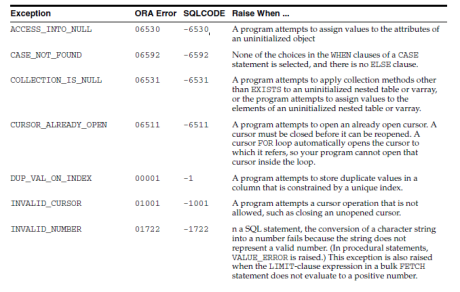 Exception ORA Error SQLCODE Raise When ...
ACCESS_INTO_NULL 06530 -6530 A program attempts to assign values to the attributes of
an uninitialized object
CASE_NOT_FOUND 06592 -6592 None of the choices in the WHEN clauses of a CASE
statement is selected, and there is no ELSE clause.
COLLECTION_IS_NULL 06531 -6531 A program attempts to apply collection methods other
than EXISTS to an uninitialized nested table or varray,
or the program attempts to assign values to the
elements of an uninitialized nested table or varray.
CURSOR_ALREADY_OPEN 06511 -6511 A program attempts to open an already open cursor. A
cursor must be closed before it can be reopened. A
cursor FOR loop automatically opens the cursor to
which it refers, so your program cannot open that
cursor inside the loop.
DUP_VAL_ON_INDEX 00001 -1 A program attempts to store duplicate values in a
column that is constrained by a unique index.
INVALID_CURSOR 01001 -1001 A program attempts a cursor operation that is not
allowed, such as closing an unopened cursor.
INVALID_NUMBER 01722 -1722 n a SQL statement, the conversion of a character string
into a number fails because the string does not
represent a valid number. (In procedural statements,
VALUE_ERROR is raised.) This exception is also raised
when the LIMIT-clause expression in a bulk FETCH
statement does not evaluate to a positive number.